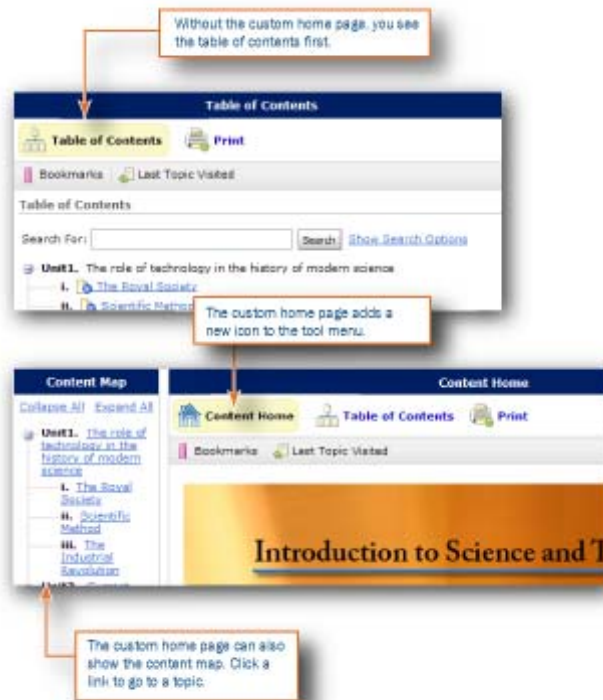 Without the custom home page, you see
the table of contents first.
Table of Contents
Table of Contents Print
Bookmarks Last Topic Visited
Table of Contents
Search For: Search Show Search Options
Unit1. The role of technology in the history of modern science
i. The Royal Society
ii. Scientific Method
The custom home page adds a
new icon to the tool menu.
Content Map
Collapse All Expand All
Unit1. The role of
technology in the
history of modern
science
i. The Royal
Society
ii. Scientific
Method
iii. The
Industrial
Revolution
Content Home
Content Home Table of Contents Print
Bookmarks Last Topic Visited
Introduction to Science and T
The custom home page can also
show the content map. Click a
link to go to a topic.